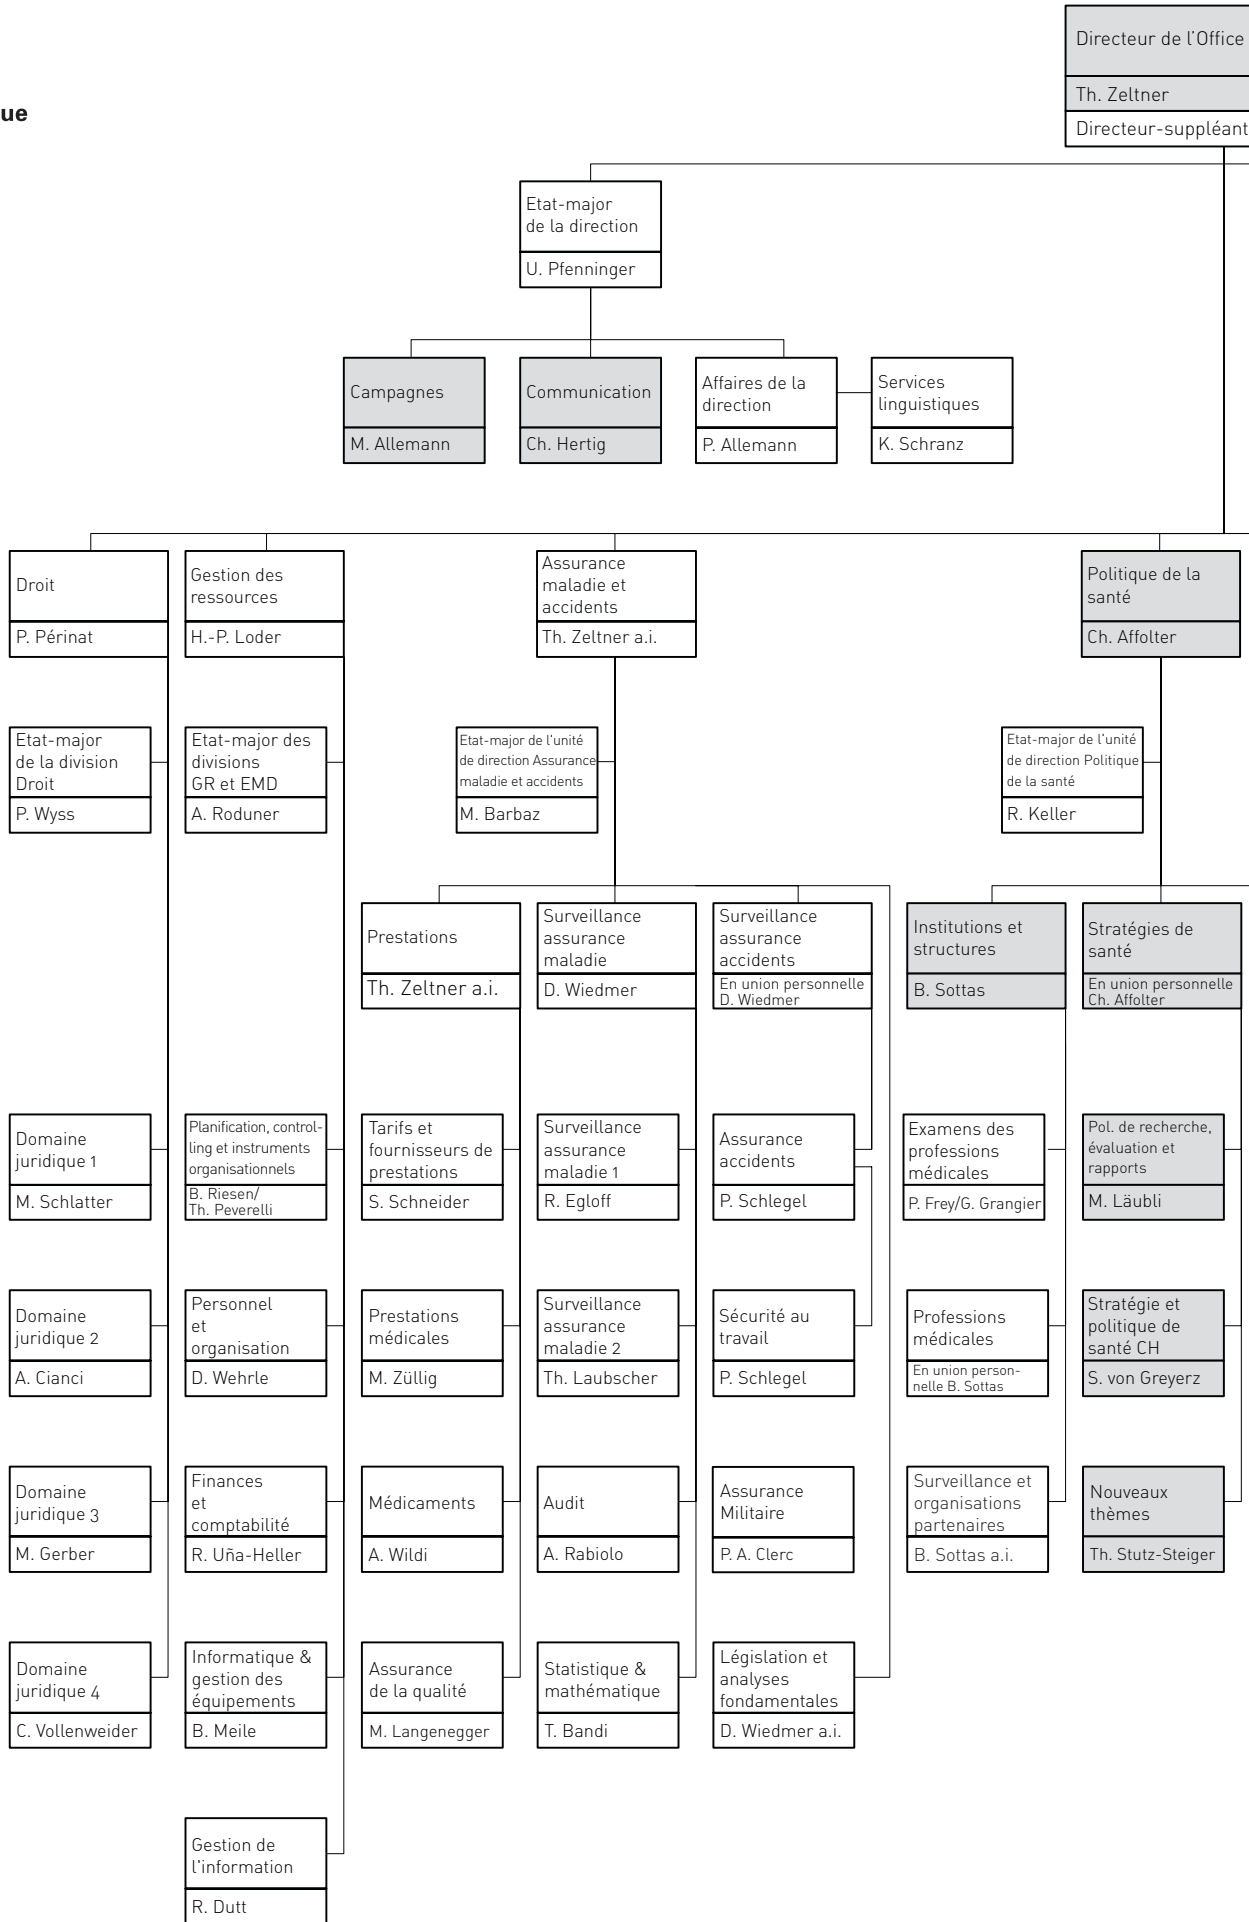 Directeur de l'Office
Th. Zeltner
Directeur-suppléant
ue
Etat-major
de la direction
U. Pfenninger
Campagnes
M. Allemann
Communication
Ch. Hertig
Affaires de la
direction
P. Allemann
Services
linguistiques
K. Schranz
Droit
P. Périnat
Gestion des
ressources
H.-P. Loder
Assurance
maladie et
accidents
Th. Zeltner a.i.
Politique de la
santé
Ch. Affolter
Etat-major
de la division
Droit
P. Wyss
Etat-major des
divisions
GR et EMD
A. Roduner
Etat-major de l'unité
de direction Assurance
maladie et accidents
M. Barbaz
Etat-major de l'unité
de direction Politique
de la santé
R. Keller
Prestations
Th. Zeltner a.i.
Surveillance
assurance
maladie
D. Wiedmer
Surveillance
assurance
accidents
En union personnelle
D. Wiedmer
Institutions et
structures
B. Sottas
Stratégies de
santé
En union personnelle
Ch. Affolter
Domaine
juridique 1
M. Schlatter
Planification, control-
ling et instruments
organisationnels
B. Riesen/
Th. Peverelli
Tarifs et
fournisseurs de
prestations
S. Schneider
Surveillance
assurance
maladie 1
R. Egloff
Assurance
accidents
P. Schlegel
Examens des
professions
médicales
P. Frey/G. Grangier
Pol. de recherche,
évaluation et
rapports
M. Läubli
Domaine
juridique 2
A. Cianci
Personnel
et
organisation
D. Wehrle
Prestations
médicales
M. Züllig
Surveillance
assurance
maladie 2
Th. Laubscher
Sécurité au
travail
P. Schlegel
Professions
médicales
En union person-
nelle B. Sottas
Stratégie et
politique de
santé CH
S. von Greyerz
Domaine
juridique 3
M. Gerber
Finances
et
comptabilité
R. Uña-Heller
Médicaments
A. Wildi
Audit
A. Rabiolo
Assurance
Militaire
P. A. Clerc
Surveillance et
organisations
partenaires
B. Sottas a.i.
Nouveaux
thèmes
Th. Stutz-Steiger
Domaine
juridique 4
C. Vollenweider
Informatique &
gestion des
équipements
B. Meile
Assurance
de la qualité
M. Langenegger
Statistique &
mathématique
T. Bandi
Législation et
analyses
fondamentales
D. Wiedmer a.i.
Gestion de
l'information
R. Dutt